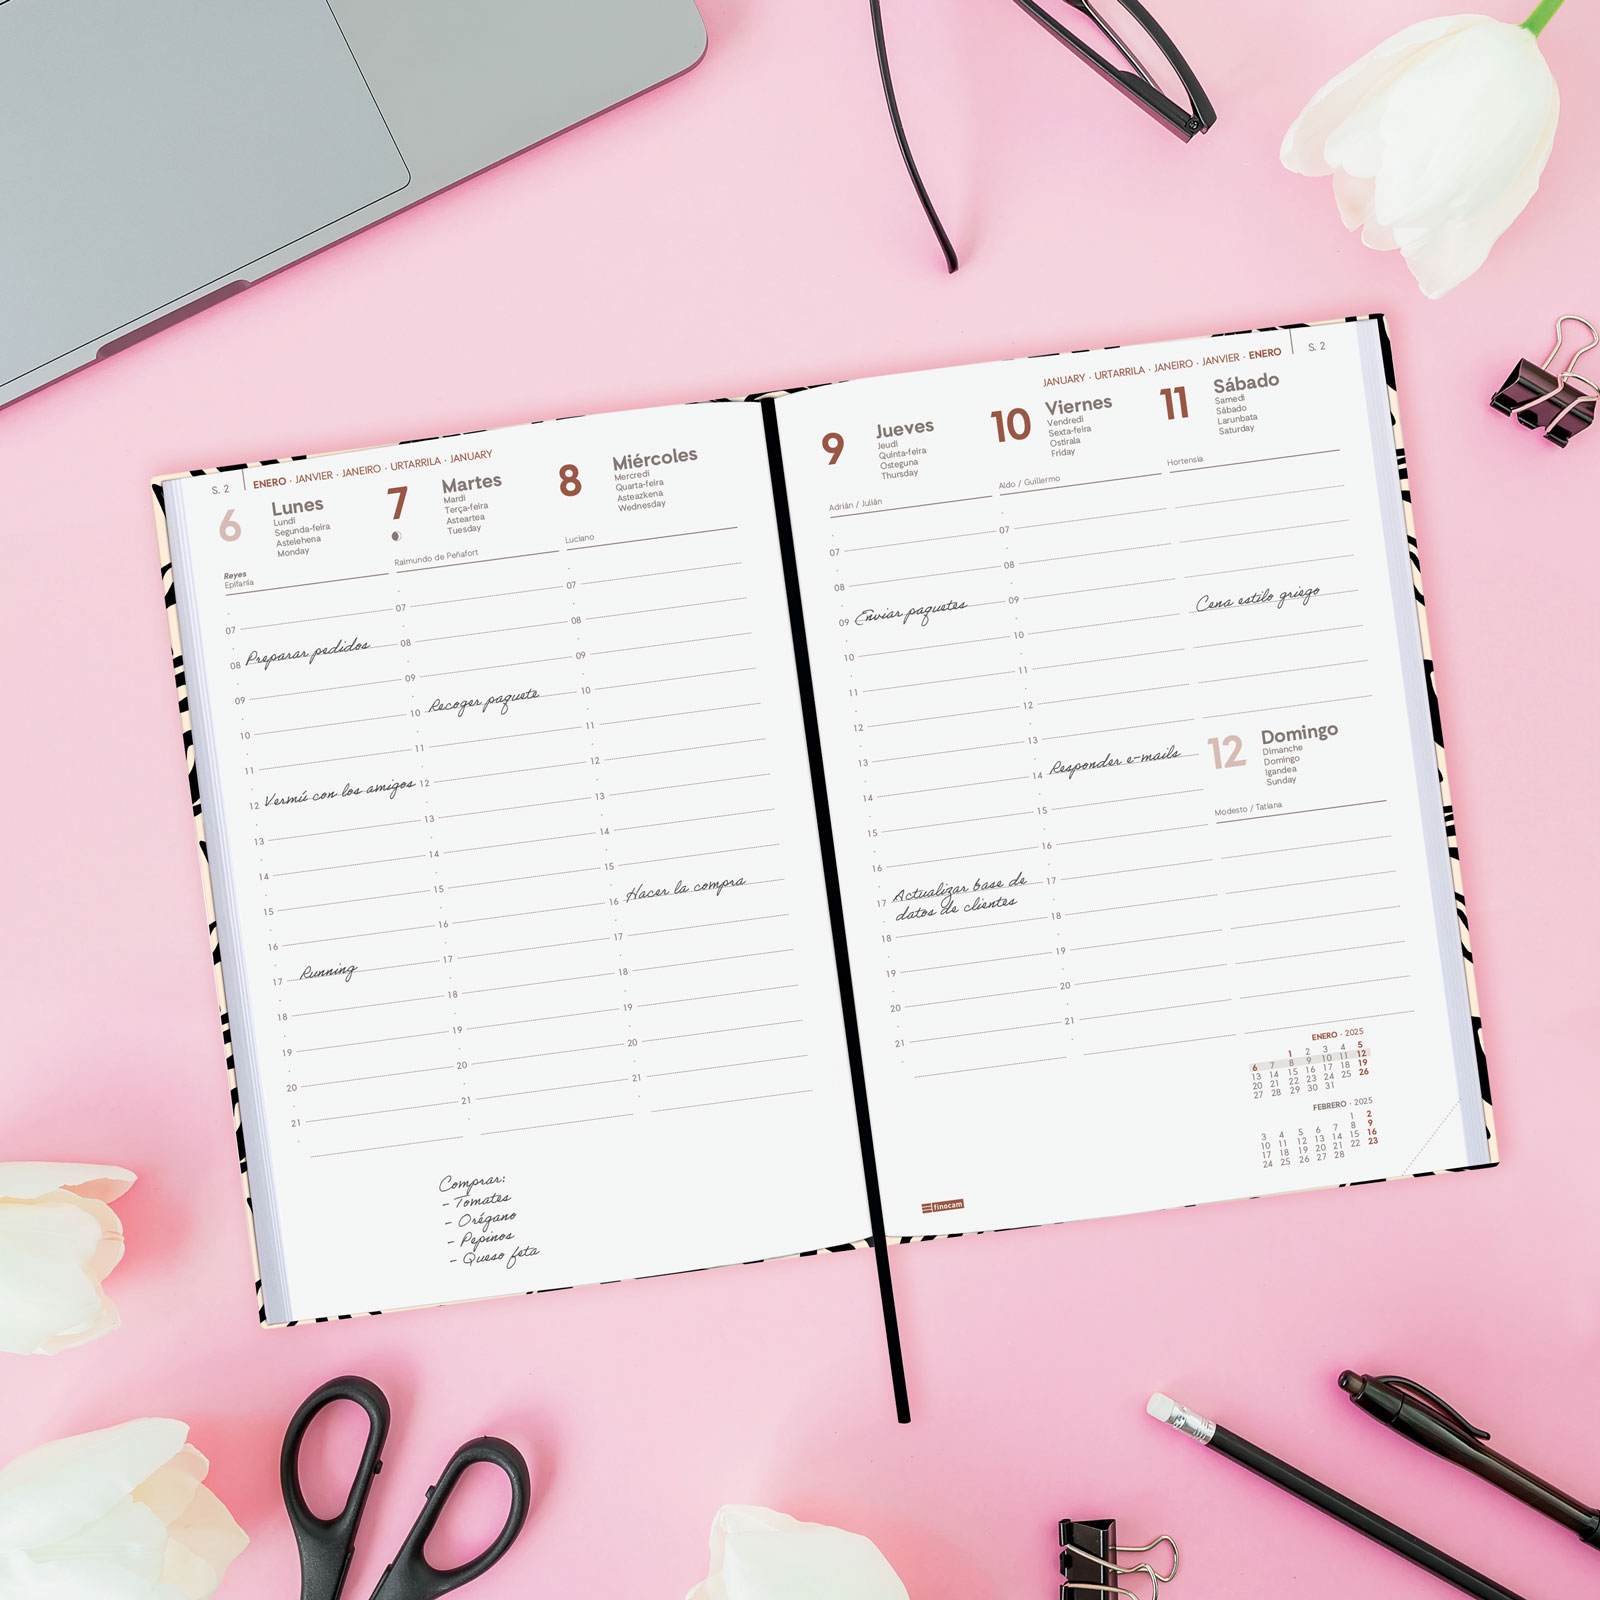 S. 2
ENERO · JANVIER · JANEIRO · URTARRILA · JANUARY
6
Lunes
Lundi
Segunda-feira
Astelehena
Monday
Reyes
Epifanía
07
08 Preparar pedidos
09
10
11
12 Vermú con los amigos
13
14
15
16
17 Running
18
19
20
21
7
Martes
Mardi
Terça-feira
Asteartea
Tuesday
Raimundo de Peñafort
07
08
09
10 Recoger paquete
11
12
13
14
15
16
17
18
19
20
21
8
Miércoles
Mercredi
Quarta-feira
Asteazkena
Wednesday
Luciano
07
08
09
10
11
12
13
14
15
16 Hacer la compra
17
18
19
20
21
Comprar:
- Tomates
- Orégano
- Pepinos
- Queso feta
JANUARY · URTARRILA · JANEIRO · JANVIER · ENERO
S. 2
9
Jueves
Jeudi
Quinta-feira
Osteguna
Thursday
Adrián / Julián
07
08
09 Enviar paquetes
10
11
12
13
14
15
16
17 Actualizar base de
datos de clientes
18
19
20
21
10
Viernes
Vendredi
Sexta-feira
Ostirala
Friday
Aldo / Guillermo
07
08
09
10
11
12
13
14 Responder e-mails
15
16
17
18
19
20
21
11
Sábado
Samedi
Sábado
Larunbata
Saturday
Hortensia
Cena estilo griego
12
Domingo
Dimanche
Domingo
Igandea
Sunday
Modesto / Tatiana
ENERO · 2025
1 2 3 4 5
6 7 8 9 10 11 12
13 14 15 16 17 18 19
20 21 22 23 24 25 26
27 28 29 30 31
FEBRERO · 2025
1 2
3 4 5 6 7 8 9
10 11 12 13 14 15 16
17 18 19 20 21 22 23
24 25 26 27 28
finocam